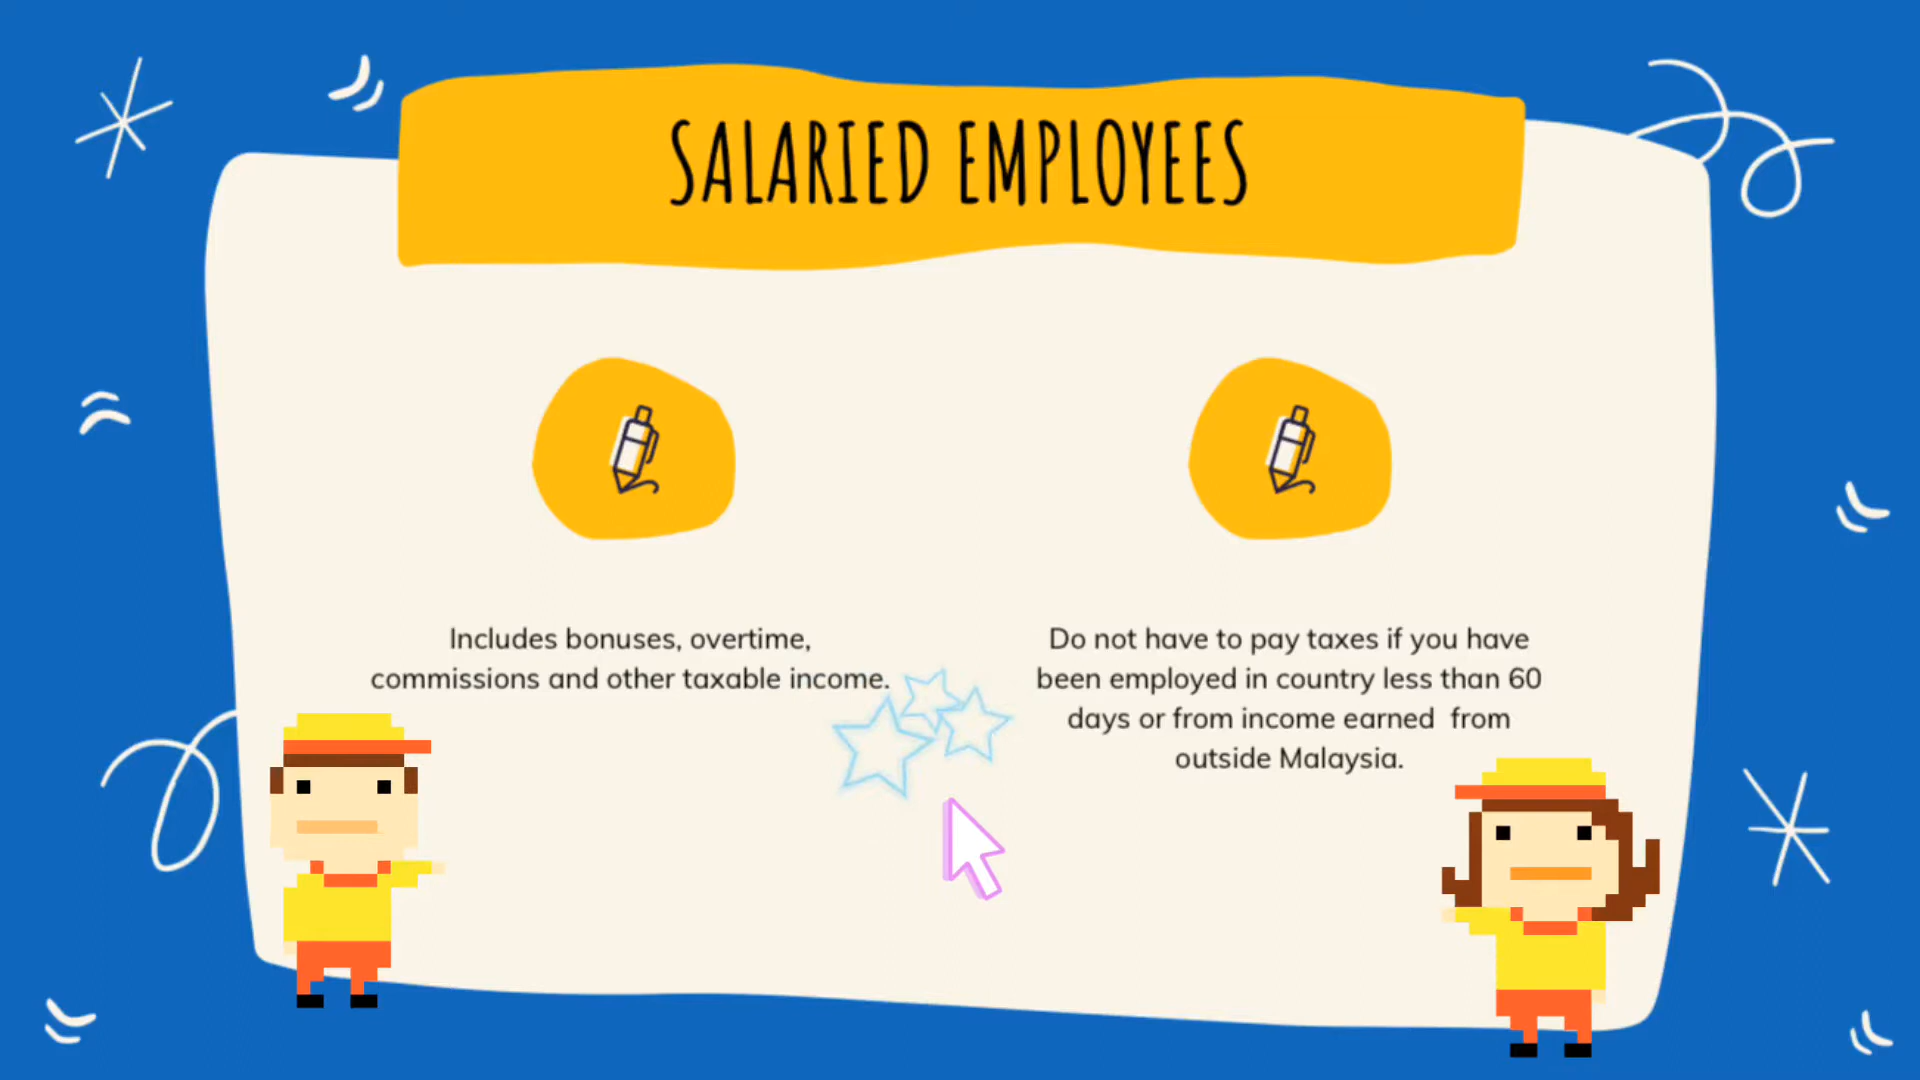 SALARIED EMPLOYEES
Includes bonuses, overtime,
commissions and other taxable income.
Do not have to pay taxes if you have
been employed in country less than 60
days or from income earned  from
outside Malaysia.